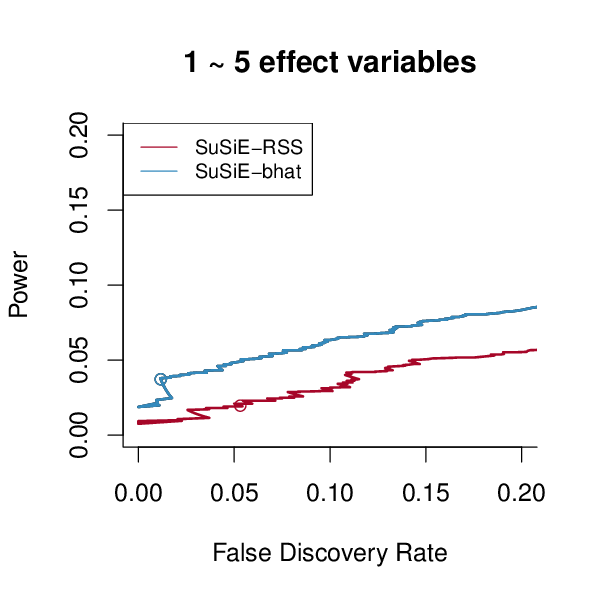 1 ~ 5 effect variables
SuSiE−RSS
SuSiE−bhat
Power
0.20
0.15
0.10
0.05
0.00
0.00 0.05 0.10 0.15 0.20
False Discovery Rate